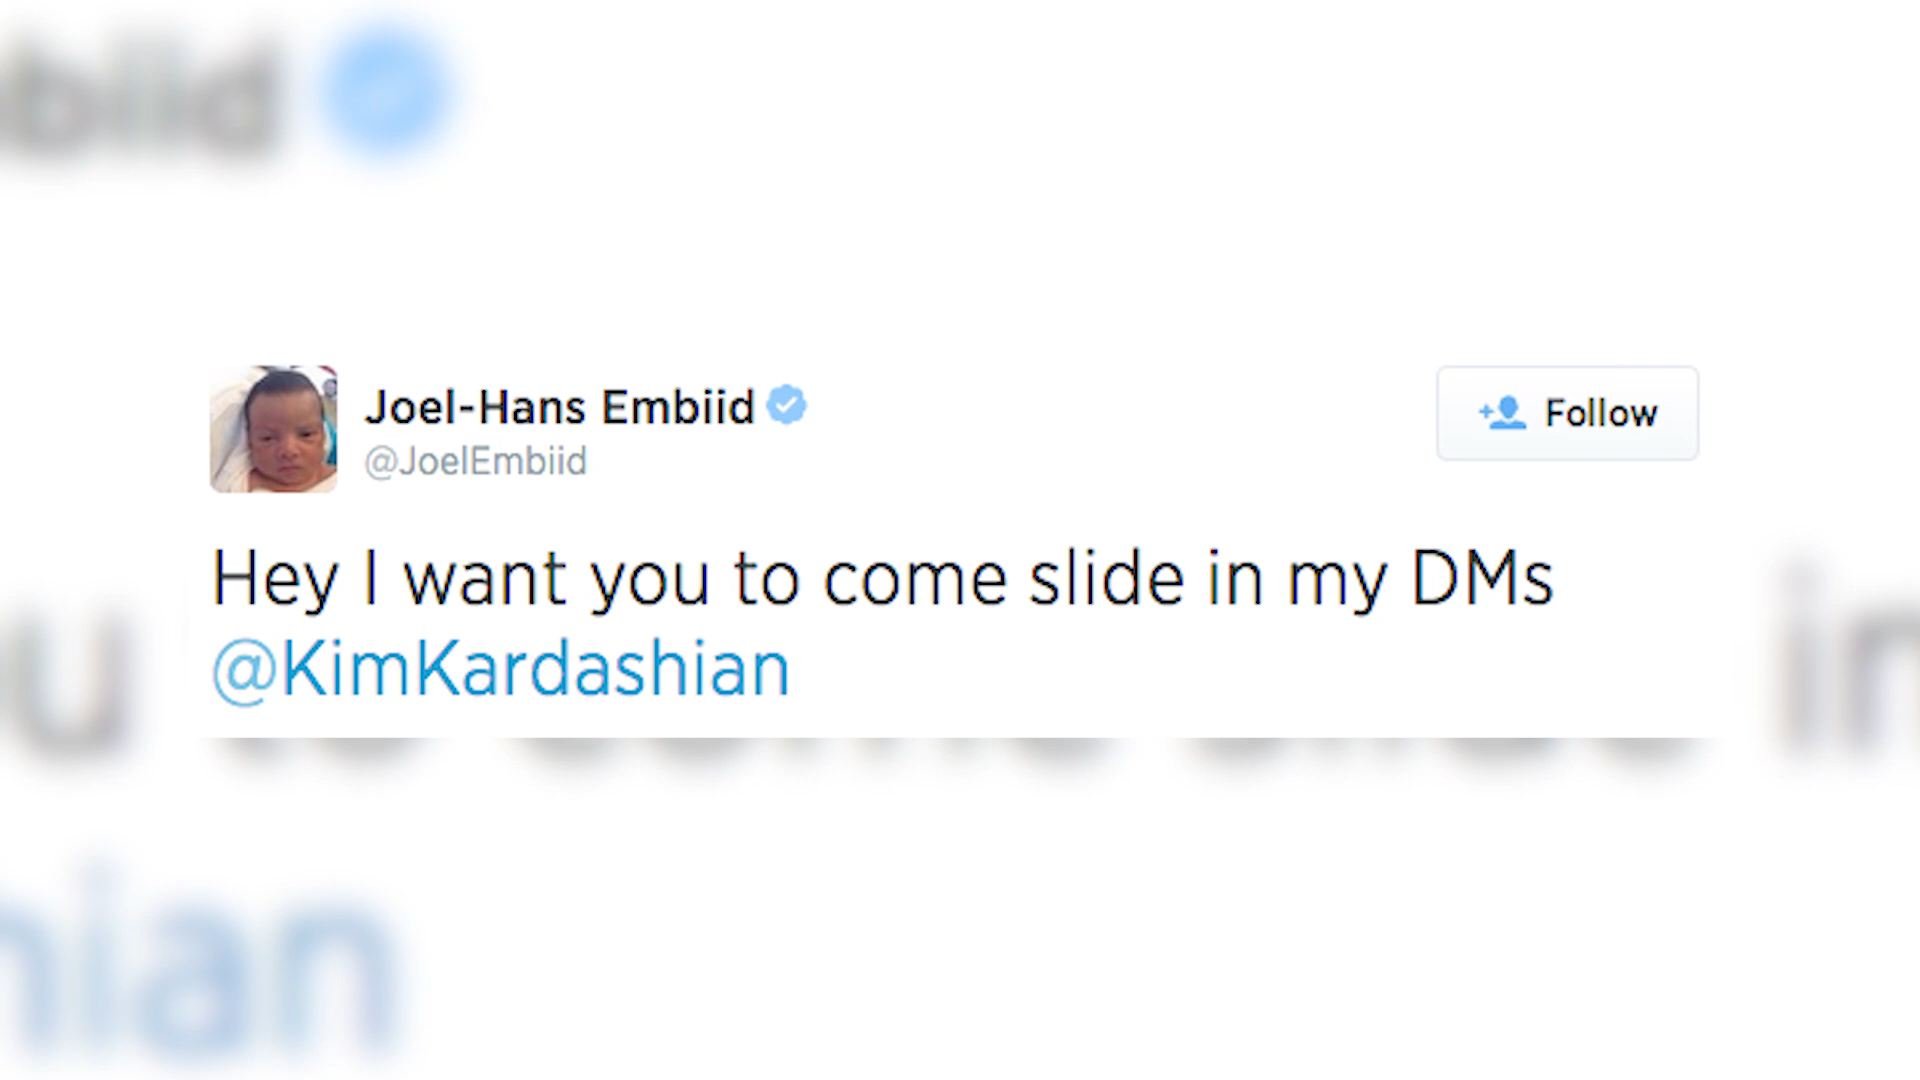 Joel-Hans Embiid
@JoelEmbiid
Follow
Hey I want you to come slide in my DMs
@KimKardashian